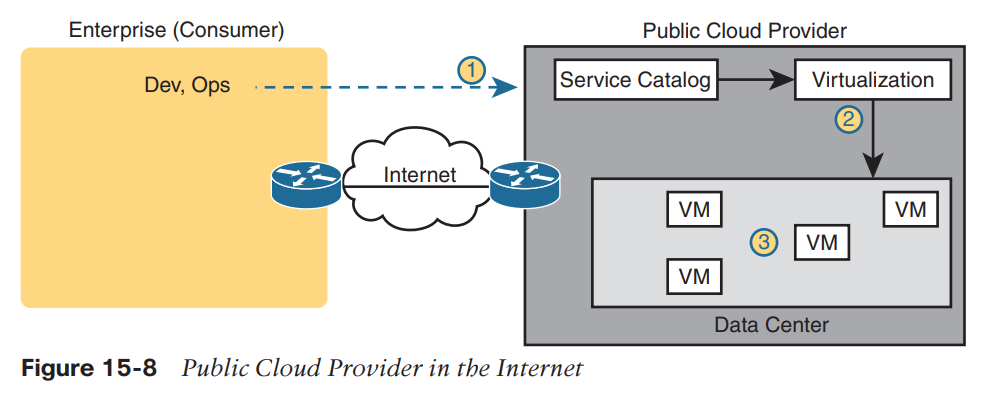 Enterprise (Consumer)
Public Cloud Provider
Dev, Ops
1
Service Catalog
Virtualization
2
Internet
VM
VM
3
VM
VM
Data Center
Figure 15-8 Public Cloud Provider in the Internet